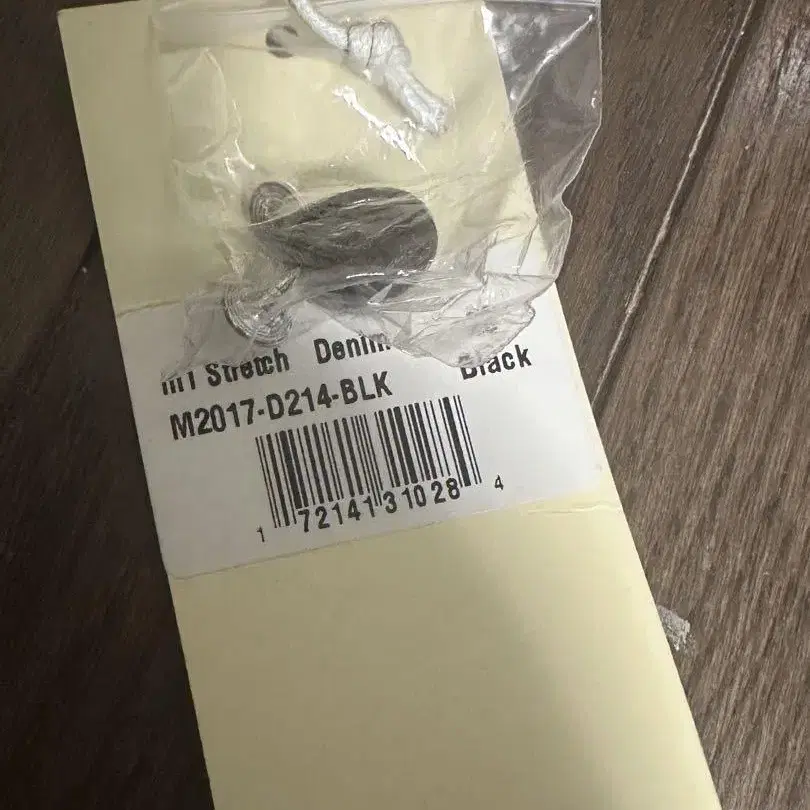 Stretch Denim Black
M2017-D214-BLK
1 72141 31028 4